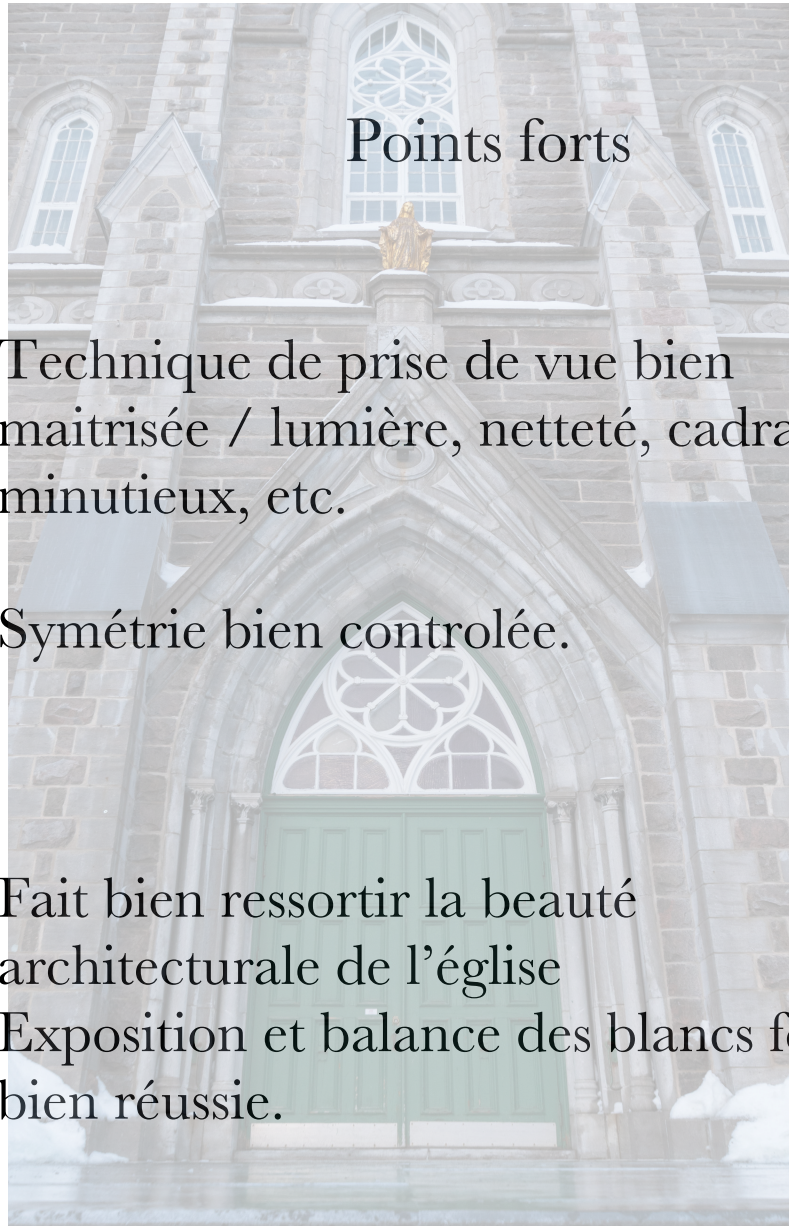 Points forts
Technique de prise de vue bien
maitrisée / lumière, netteté, cadra
minutieux, etc.
Symétrie bien controlée.
Fait bien ressortir la beauté
architecturale de l’église
Exposition et balance des blancs
bien réussie.